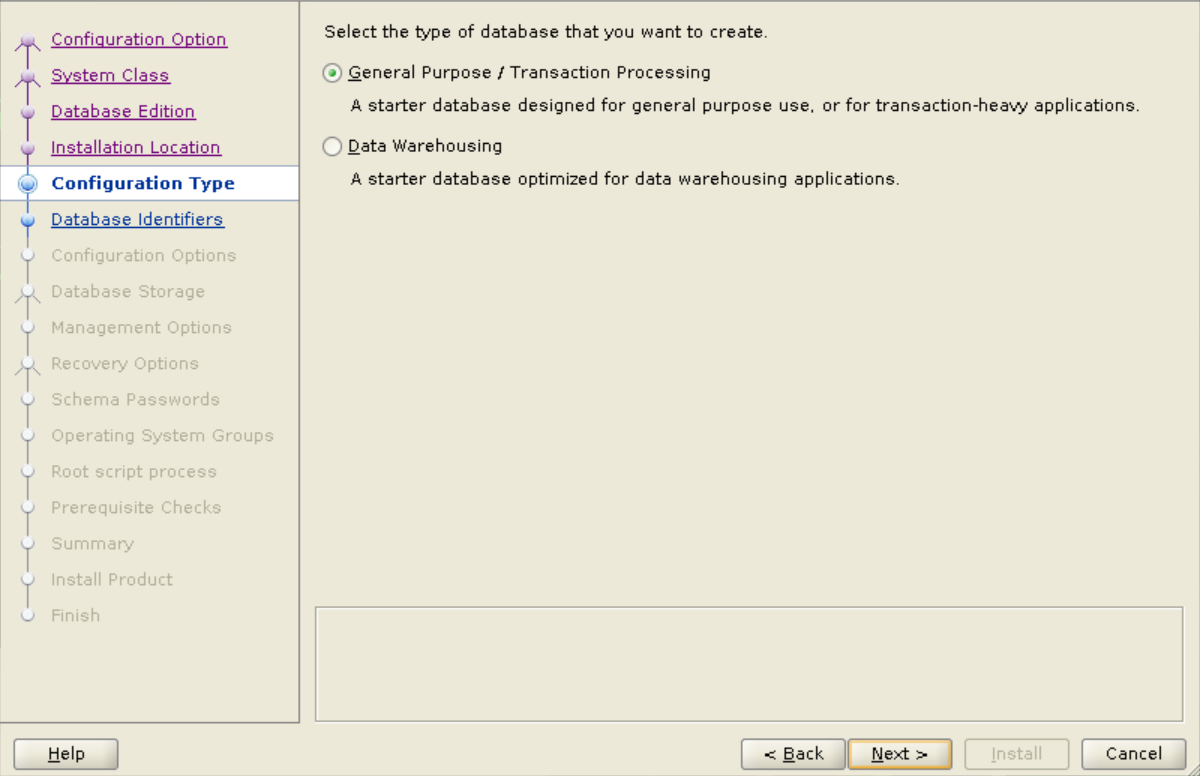 Configuration Option
System Class
Database Edition
Installation Location
Configuration Type
Database Identifiers
Configuration Options
Database Storage
Management Options
Recovery Options
Schema Passwords
Operating System Groups
Root script process
Prerequisite Checks
Summary
Install Product
Finish
Select the type of database that you want to create.
General Purpose / Transaction Processing
A starter database designed for general purpose use, or for transaction-heavy applications.
Data Warehousing
A starter database optimized for data warehousing applications.
Help
< Back
Next >
Install
Cancel